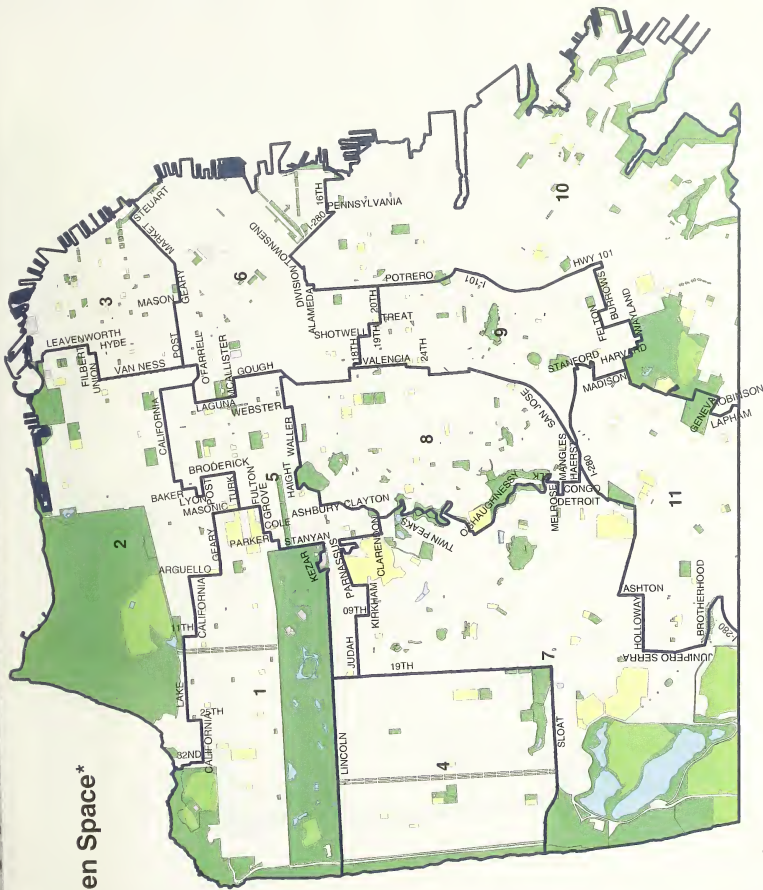 en Space*
LEAVENWORTH
HYDE
FILBERT
UNION
VAN NESS
3
MARKET
STEUART
MASON
GEARY
POST
6
O'FARRELL
MCALLISTER
GOUGH
LAGUNA
WEBSTER
CALIFORNIA
2
BAKER
LYON
POST
MASONIC
BRODERICK
TURK
FULTON
GROVE
5
HAIGHT
WALLER
COLE
PARKER
GEARY
ARGUELLO
STANYAN
ASHBURY
CLAYTON
KEZAR
PARNASSUS
CLARENDON
TWIN PEAKS
CALIFORNIA
11TH
LAKE
25TH
CALIFORNIA
32ND
1
TOWNSEND
I-280
16TH
PENNSYLVANIA
DIVISION
ALAMEDA
SHOTWELL
18TH
19TH
20TH
TREAT
VALENCIA
24TH
POTRERO
I-101
9
10
HWY 101
FELTON
BURROWS
WAYLAND
STANFORD
HARVARD
MADISON
8
SAN JOSE
I-280
O'SHAUGHNESSY
ELK
MELROSE
MANGLES
HAERST
CONGO
DETROIT
GENEVA
ROBINSON
LAPHAM
11
ASHTON
HOLLOWAY
JUNIPERO SERRA
BROTHERHOOD
I-280
09TH
KIRKHAM
JUDAH
19TH
LINCOLN
4
7
SLOAT